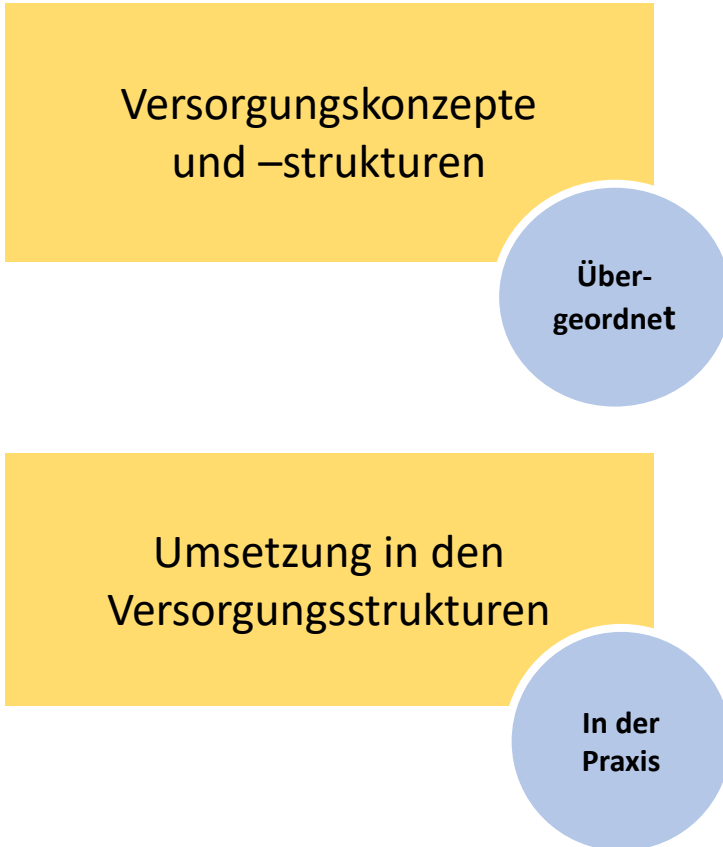 Versorgungskonzepte
und –strukturen
Über-
geordnet
Umsetzung in den
Versorgungsstrukturen
In der
Praxis